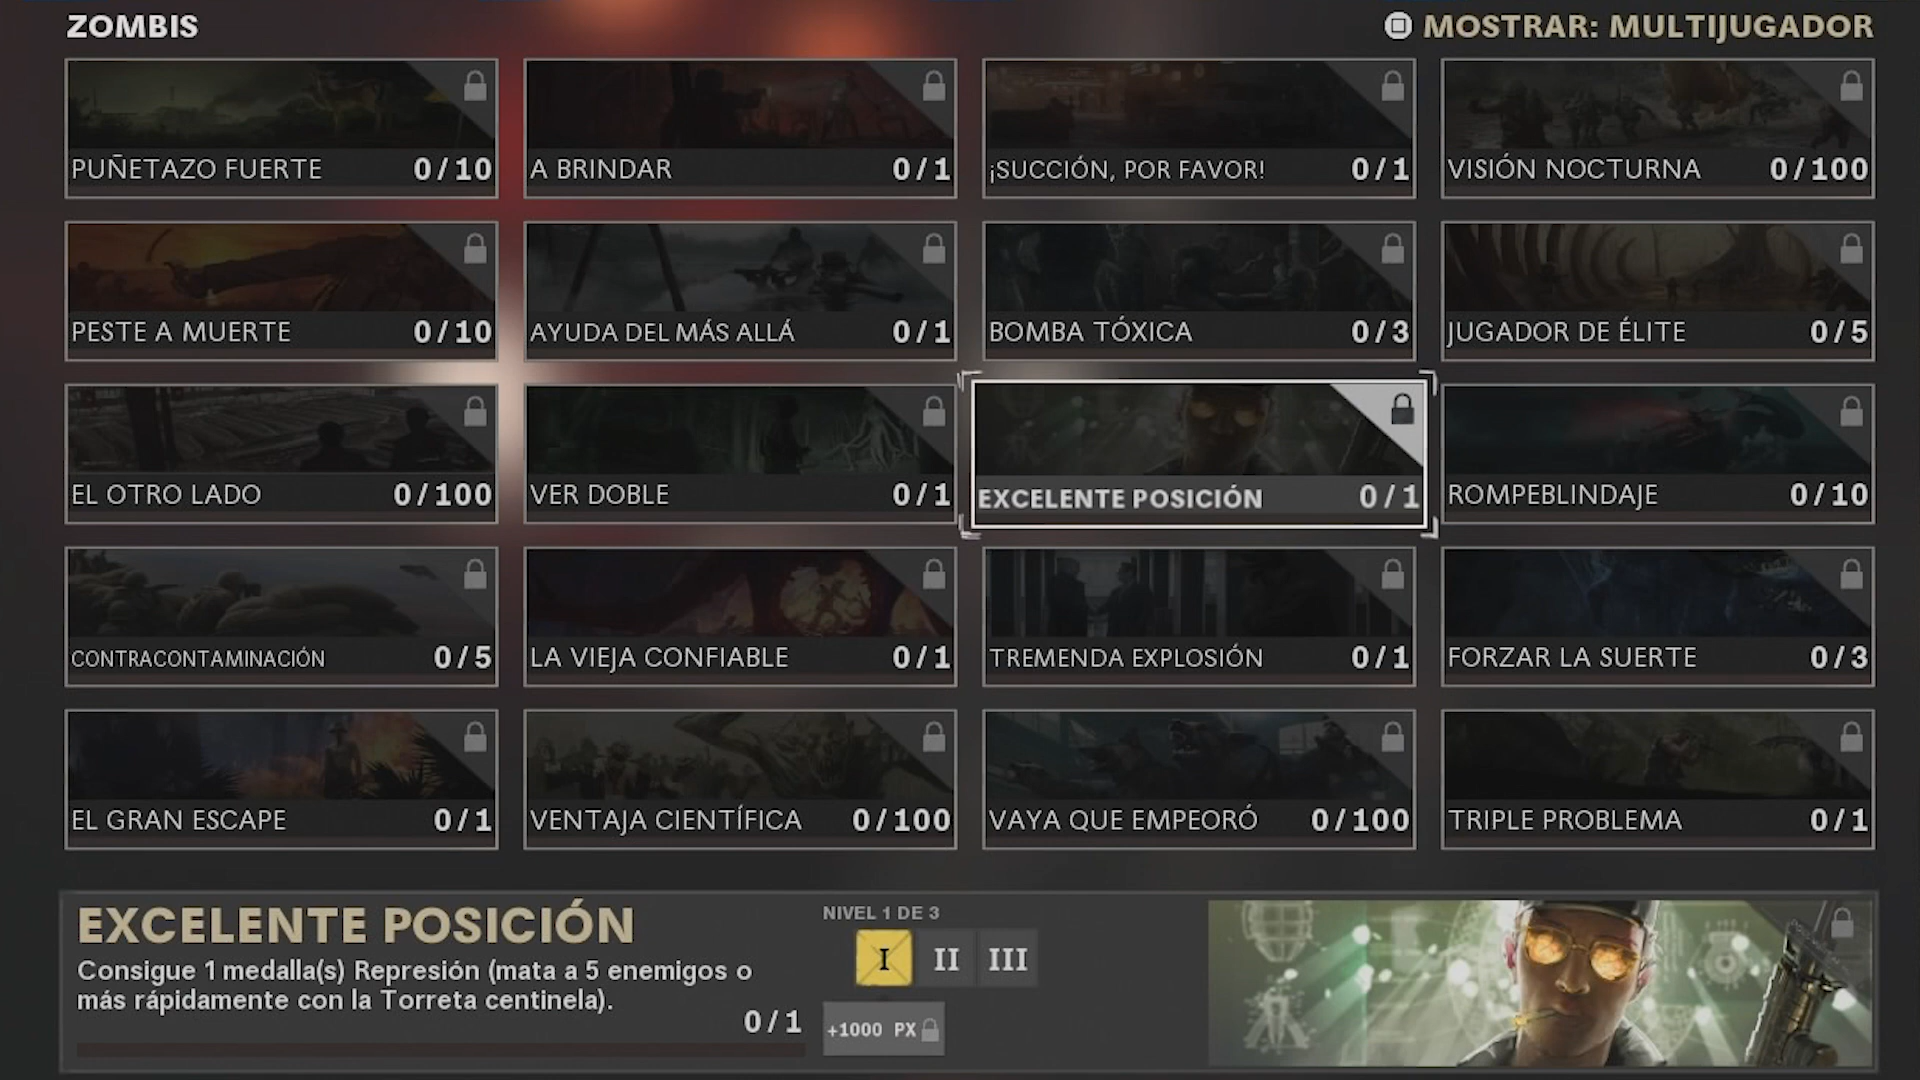 ZOMBIS
MOSTRAR: MULTIJUGADOR
PUÑETAZO FUERTE 0/10
A BRINDAR 0/1
¡SUCCIÓN, POR FAVOR! 0/1
VISIÓN NOCTURNA 0/100
PESTE A MUERTE 0/10
AYUDA DEL MÁS ALLÁ 0/1
BOMBA TÓXICA 0/3
JUGADOR DE ÉLITE 0/5
EL OTRO LADO 0/100
VER DOBLE 0/1
EXCELENTE POSICIÓN 0/1
ROMPEBLINDAJE 0/10
CONTRACONTAMINACIÓN 0/5
LA VIEJA CONFIABLE 0/1
TREMENDA EXPLOSIÓN 0/1
FORZAR LA SUERTE 0/3
EL GRAN ESCAPE 0/1
VENTAJA CIENTÍFICA 0/100
VAYA QUE EMPEORÓ 0/100
TRIPLE PROBLEMA 0/1
EXCELENTE POSICIÓN
Consigue 1 medalla(s) Represión (mata a 5 enemigos o
más rápidamente con la Torreta centinela).
0/1
NIVEL 1 DE 3
I II III
+1000 PX